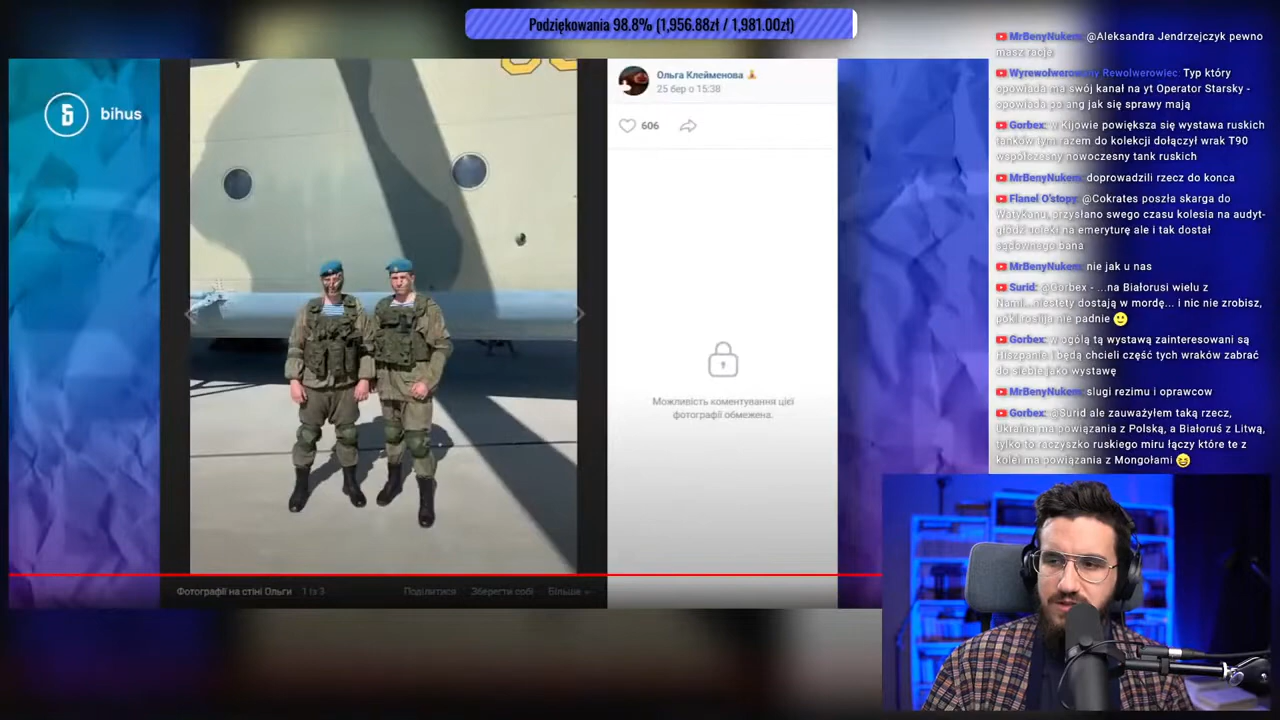 Podziękowania 98.8% (1,956.88zł / 1,981.00zł)
bihus
Ольга Клейменова
25 бер о 15:38
606
Можливість коментування цієї
фотографії обмежена.
Фотографії на стіні Ольги 1 із 3 Поділитися Зберегти собі Більше
MrBenyNukem: @Aleksandra Jendrzejczyk pewno
masz rację
Wyrewolwerowany Rewolwerowiec: Typ który
opowiada ma swój kanał na yt Operator Starsky -
opowiada po ang jak się sprawy mają
Gorbex: w Kijowie powiększa się wystawa ruskich
tanków tym razem do kolekcji dołączył wrak T90
współczesny nowoczesny tank ruskich
MrBenyNukem: doprowadzili rzecz do konca
Flanel O'stopy: @Cokrates poszła skarga do
Watykanu, przysłano swego czasu kolesia na audyt-
głódź uciekł na emeryturę ale i tak dostał
sądownego bana
MrBenyNukem: nie jak u nas
Surid: @Gorbex - ...na Białorusi wielu z
Nami...niestety dostają w mordę... i nic nie zrobisz,
póki rosiija nie padnie
Gorbex: w ogólą tą wystawą zainteresowani są
Hiszpanie i będą chcieli część tych wraków zabrać
do siebie jako wystawę
MrBenyNukem: slugi rezimu i oprawcow
Gorbex: @Surid ale zauważyłem taką rzecz,
Ukraina ma powiązania z Polską, a Białoruś z Litwą,
tylko to raczysko ruskiego miru łączy które te z
kolei ma powiązania z Mongołami